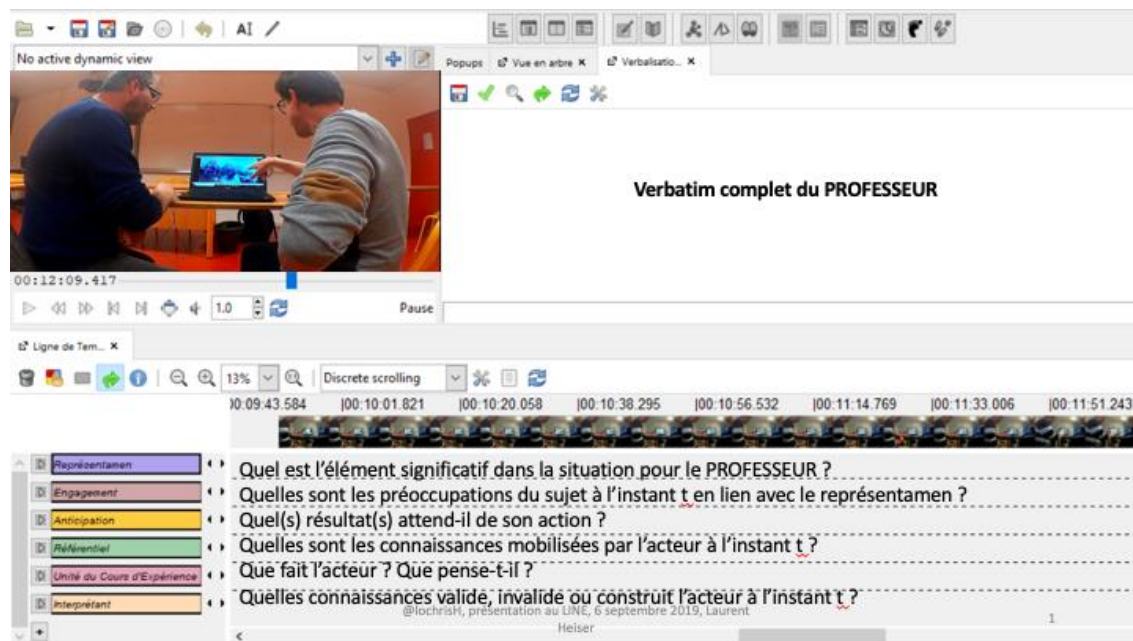 AI
No active dynamic view
Popups Vue en arbre Verbalisatio...
Verbatim complet du PROFESSEUR
00:12:09.417
1.0 Pause
Ligne de Tem...
13% Discrete scrolling
00:09:43.584 |00:10:01.821 |00:10:20.058 |00:10:38.295 |00:10:56.532 |00:11:14.769 |00:11:33.006 |00:11:51.243
D Représentamen Quel est l’élément significatif dans la situation pour le PROFESSEUR ?
D Engagement Quelles sont les préoccupations du sujet à l’instant t en lien avec le représentamen ?
D Anticipation Quel(s) résultat(s) attend-il de son action ?
D Référentiel Quelles sont les connaissances mobilisées par l’acteur à l’instant t ?
D Unité du Cours d'Expérience Que fait l’acteur ? Que pense-t-il ?
D Interprétant Quelles connaissances valide, invalide ou construit l’acteur à l’instant t ?
@lochrisH, présentation au LINE, 6 septembre 2019, Laurent
Heiser
1